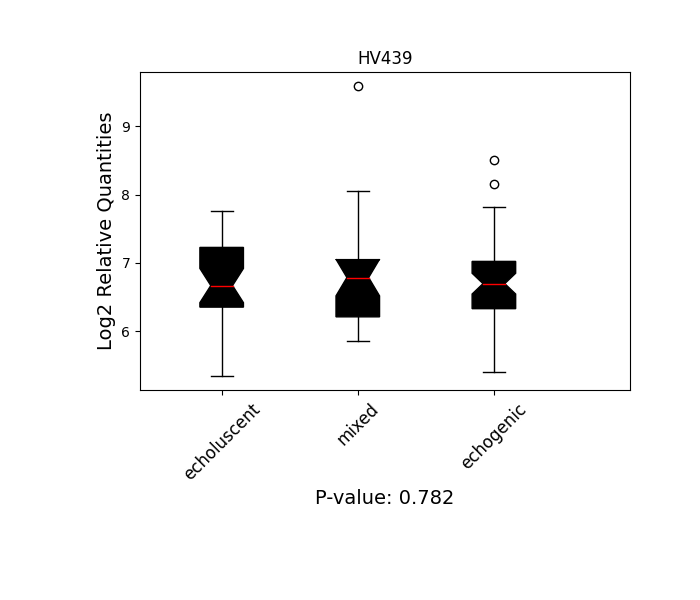 HV439
Log2 Relative Quantities
9
8
7
6
echoluscent
mixed
echogenic
P-value: 0.782